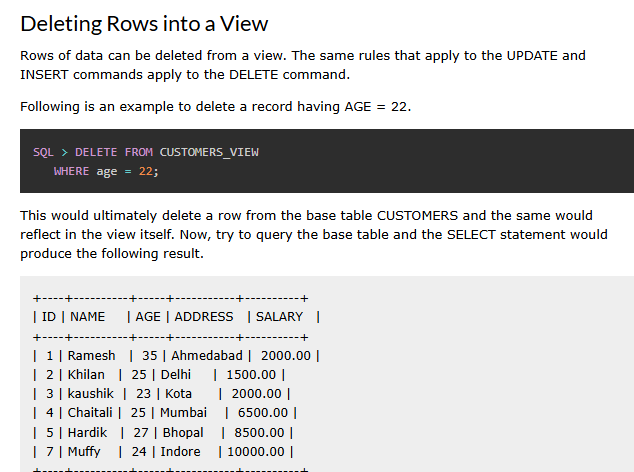 Deleting Rows into a View
Rows of data can be deleted from a view. The same rules that apply to the UPDATE and
INSERT commands apply to the DELETE command.
Following is an example to delete a record having AGE = 22.
SQL > DELETE FROM CUSTOMERS_VIEW
WHERE age = 22;
This would ultimately delete a row from the base table CUSTOMERS and the same would
reflect in the view itself. Now, try to query the base table and the SELECT statement would
produce the following result.
+----+----------+-----+-----------+----------+
| ID | NAME | AGE | ADDRESS | SALARY |
+----+----------+-----+-----------+----------+
| 1 | Ramesh | 35 | Ahmedabad | 2000.00 |
| 2 | Khilan | 25 | Delhi | 1500.00 |
| 3 | kaushik | 23 | Kota | 2000.00 |
| 4 | Chaitali | 25 | Mumbai | 6500.00 |
| 5 | Hardik | 27 | Bhopal | 8500.00 |
| 7 | Muffy | 24 | Indore | 10000.00 |
+----+----------+-----+-----------+----------+